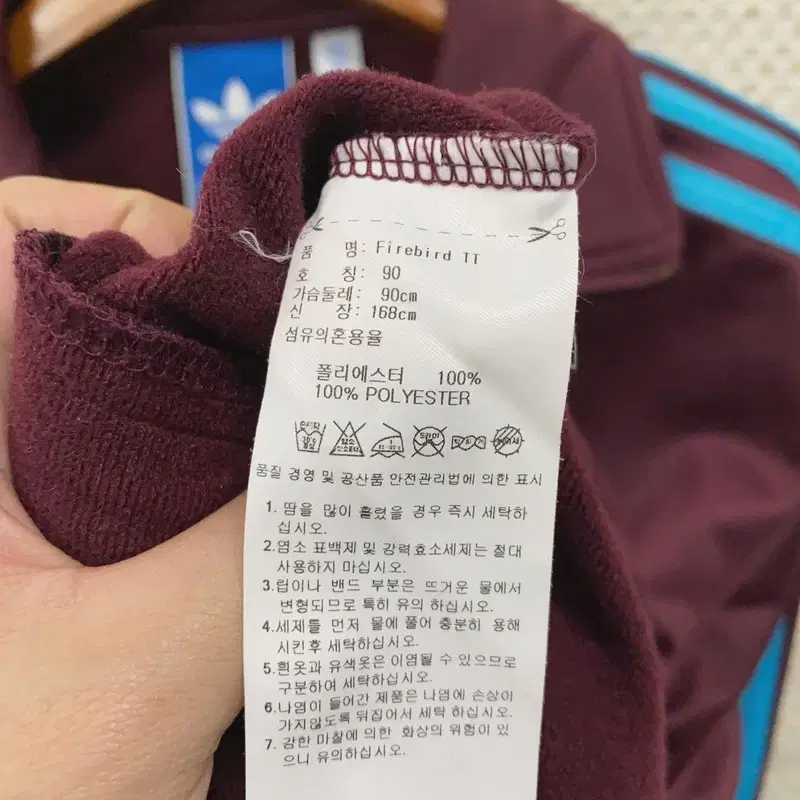 품 명: Firebird TT
호 칭: 90
가슴둘레: 90cm
신 장: 168cm
섬유의혼용율
폴리에스터 100%
100% POLYESTER
품질 경영 및 공산품 안전관리법에 의한 표시
1. 땀을 많이 흘렸을 경우 즉시 세탁하
십시오.
2.염소 표백제 및 강력효소세제는 절대
사용하지 마십시오.
3.립이나 밴드 부분은 뜨거운 물에서
변형되므로 특히 유의 하십시오.
4.세제를 먼저 물에 풀어 충분히 용해
시킨후 세탁하십시오.
5.흰옷과 유색옷은 이염될 수 있으므로
구분하여 세탁하십시오.
6.나염이 들어간 제품은 나염에 손상이
가지않도록 뒤집어서 세탁 하십시오.
7. 강한 마찰에 의한 화상의 위험이 있
으니 유의하십시오.